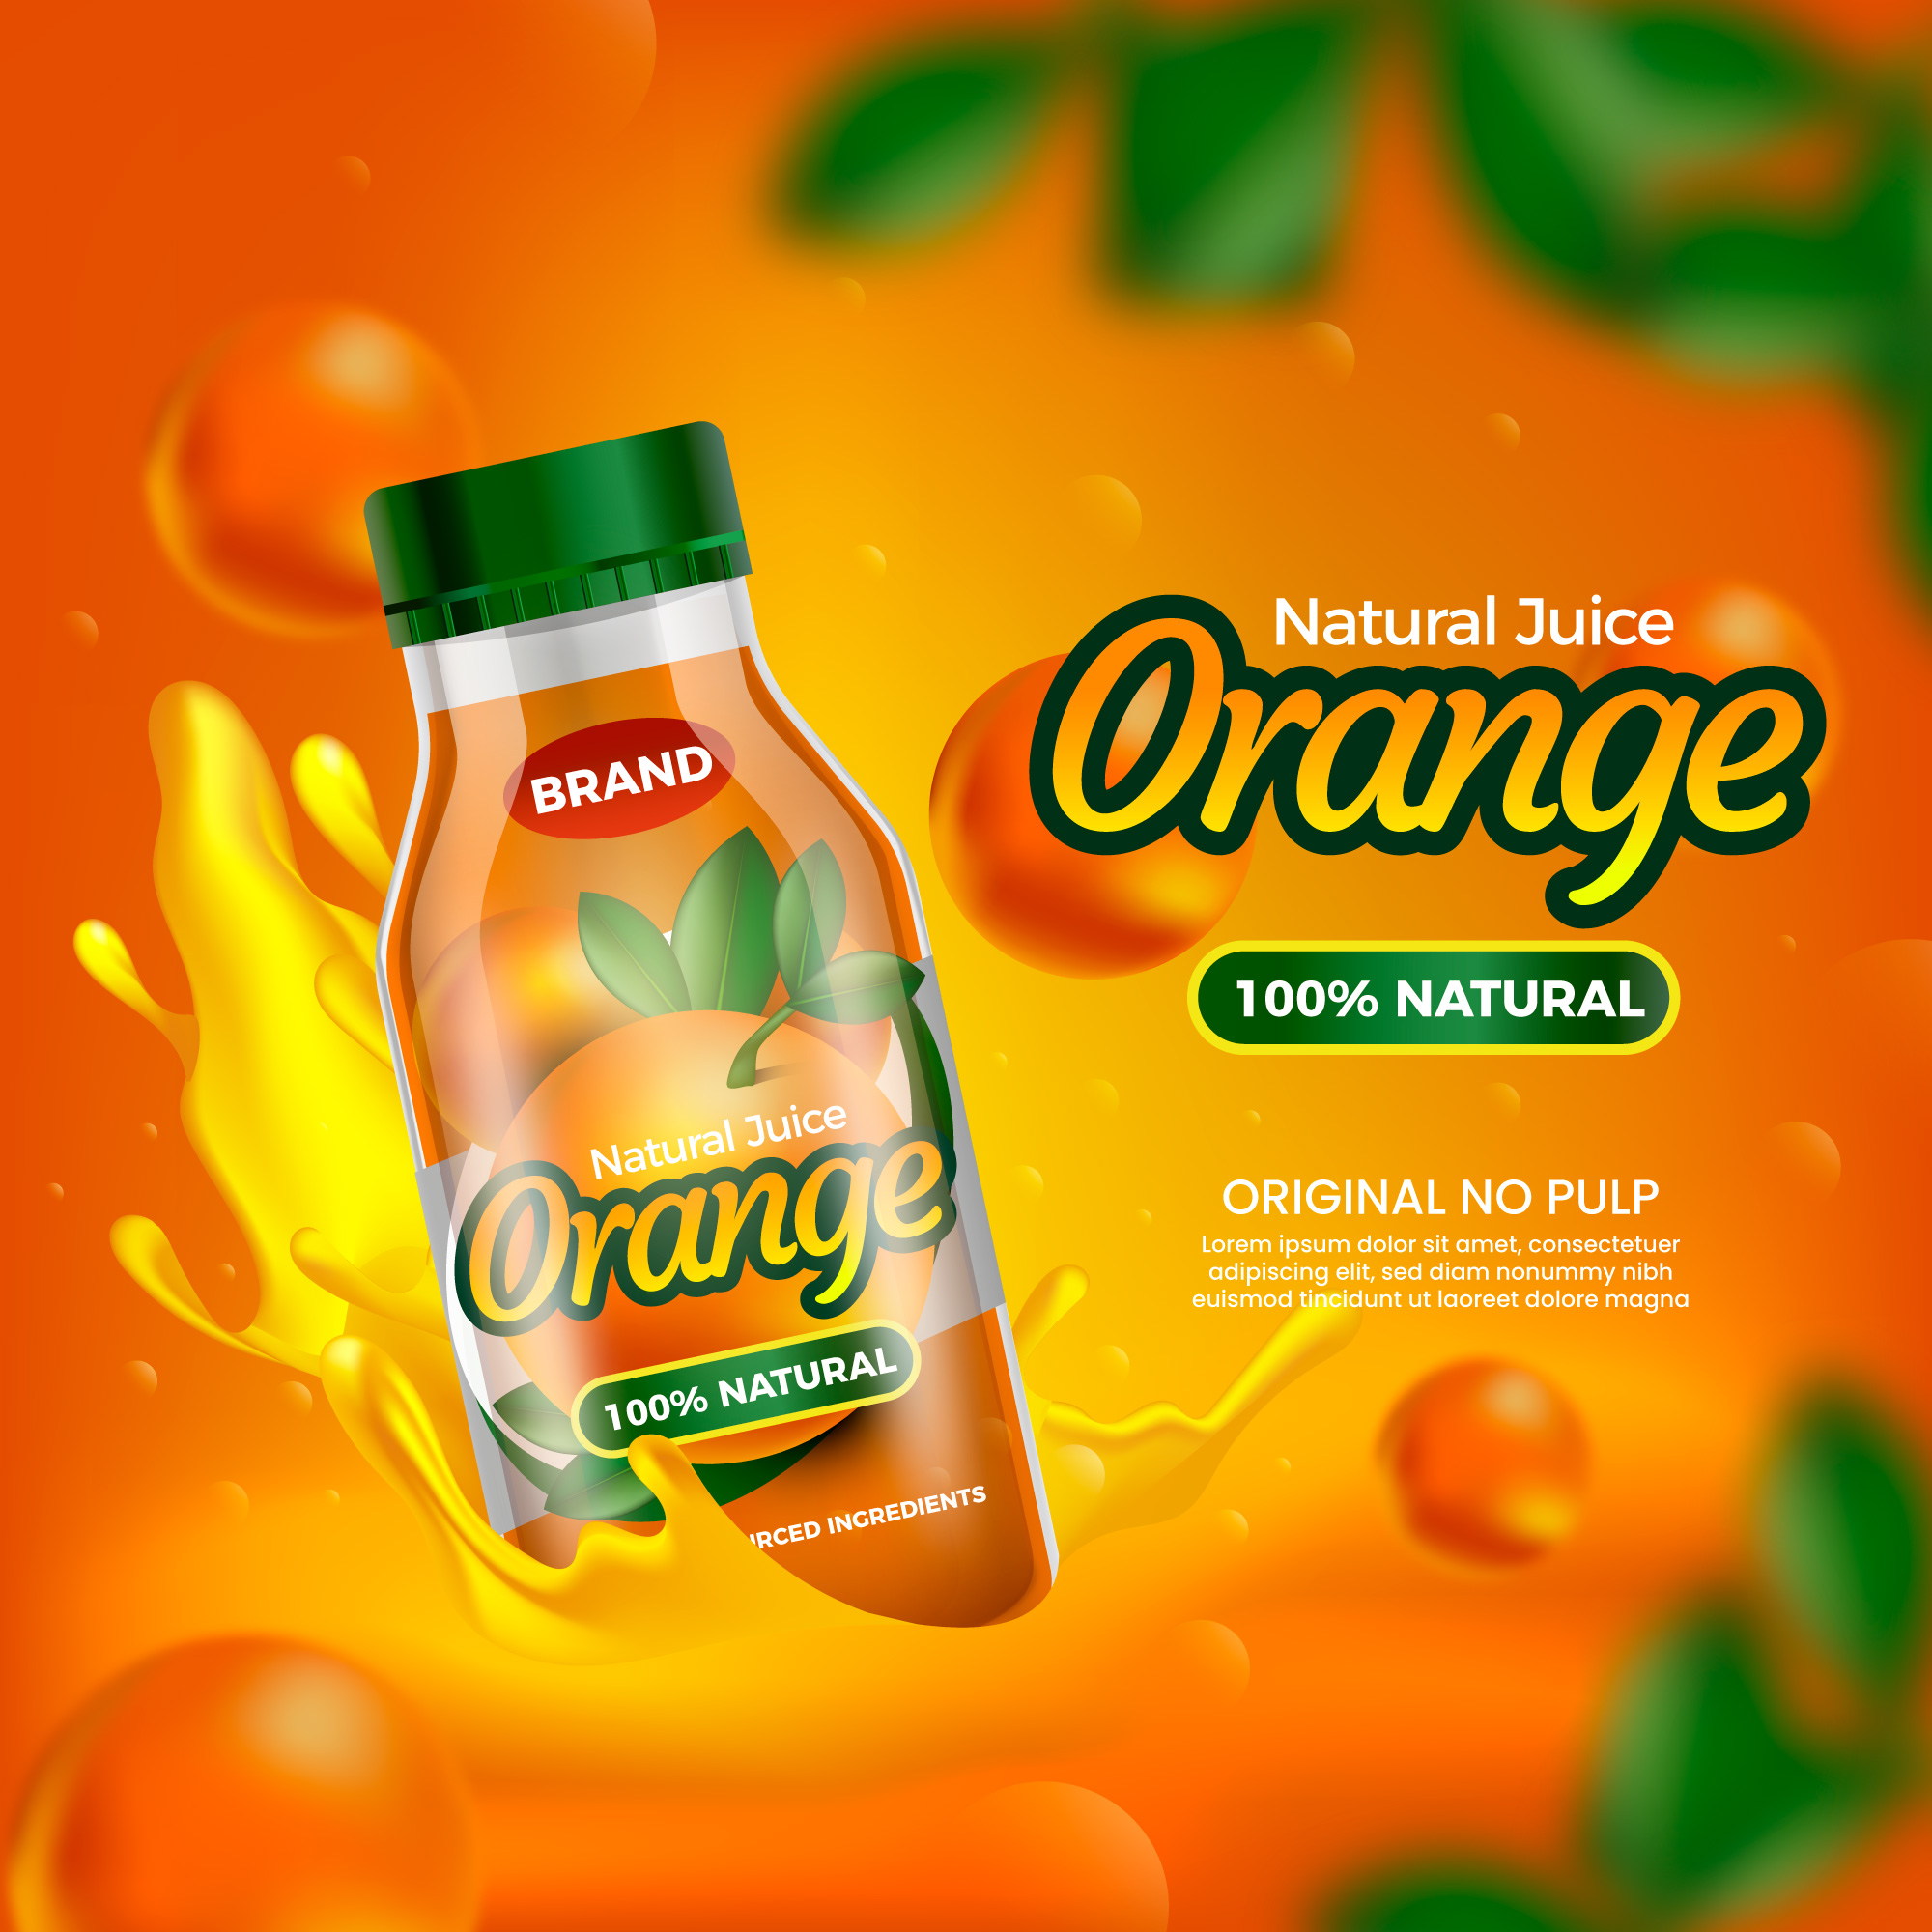 BRAND
Natural Juice
Orange
100% NATURAL
INGREDIENTS
Natural Juice
Orange
100% NATURAL
ORIGINAL NO PULP
Lorem ipsum dolor sit amet, consectetuer
adipiscing elit, sed diam nonummy nibh
euismod tincidunt ut laoreet dolore magna